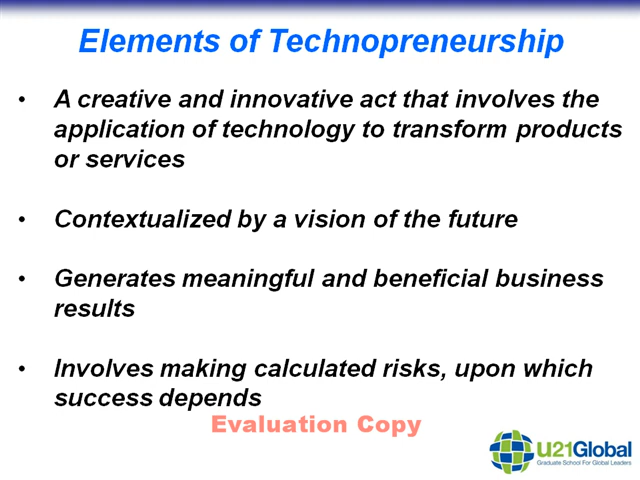 Elements of Technopreneurship
• A creative and innovative act that involves the
application of technology to transform products
or services
• Contextualized by a vision of the future
• Generates meaningful and beneficial business
results
• Involves making calculated risks, upon which
success depends
Evaluation Copy
U21Global
Graduate School For Global Leaders